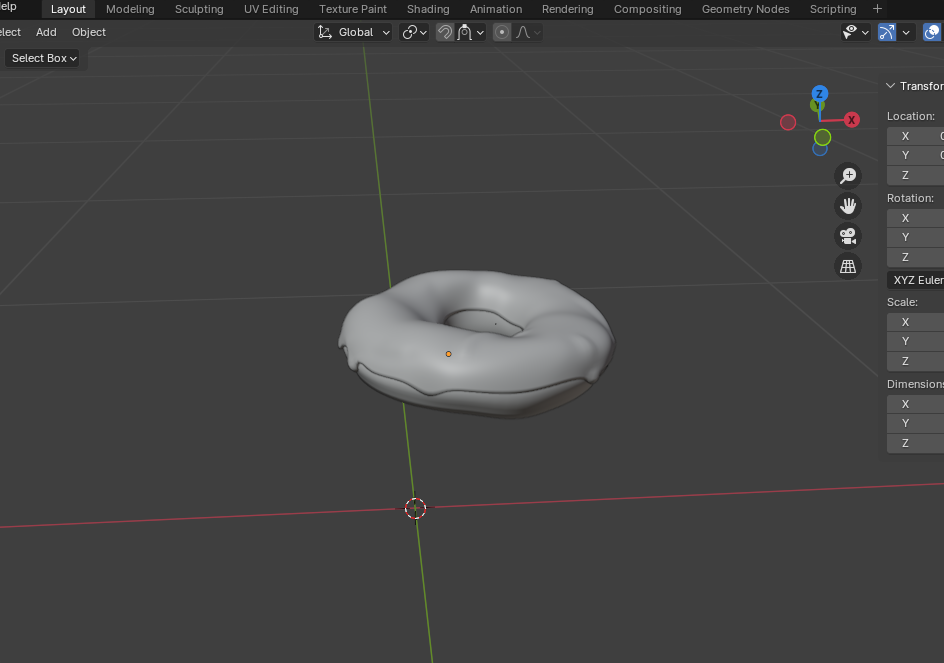 elp Layout Modeling Sculpting UV Editing Texture Paint Shading Animation Rendering Compositing Geometry Nodes Scripting +
elect Add Object Global
Select Box
Z
Y
X
Transfor
Location:
X 0
Y 0
Z
Rotation:
X
Y
Z
XYZ Euler
Scale:
X
Y
Z
Dimensions
X
Y
Z